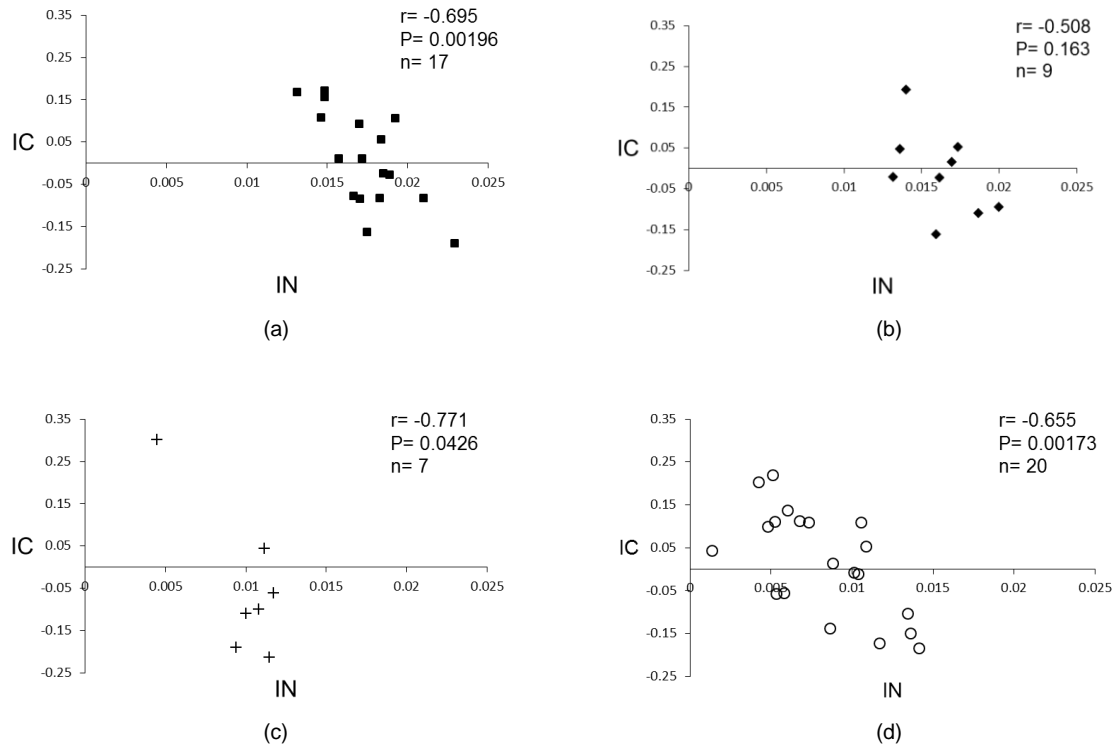 0.35
r= -0.695
P= 0.00196
n= 17
0.25
0.15
IC
0.05
-0.05
0
0.005
0.01
0.015
0.02
0.025
-0.15
-0.25
IN
(a)
0.35
r= -0.508
P= 0.163
n= 9
0.25
0.15
IC
0.05
-0.05
0
0.005
0.01
0.015
0.02
0.025
-0.15
-0.25
IN
(b)
0.35
r= -0.771
P= 0.0426
n= 7
0.25
0.15
IC
0.05
-0.05
0
0.005
0.01
0.015
0.02
0.025
-0.15
-0.25
IN
(c)
0.35
r= -0.655
P= 0.00173
n= 20
0.25
0.15
IC
0.05
-0.05
0
0.005
0.01
0.015
0.02
0.025
-0.15
-0.25
IN
(d)